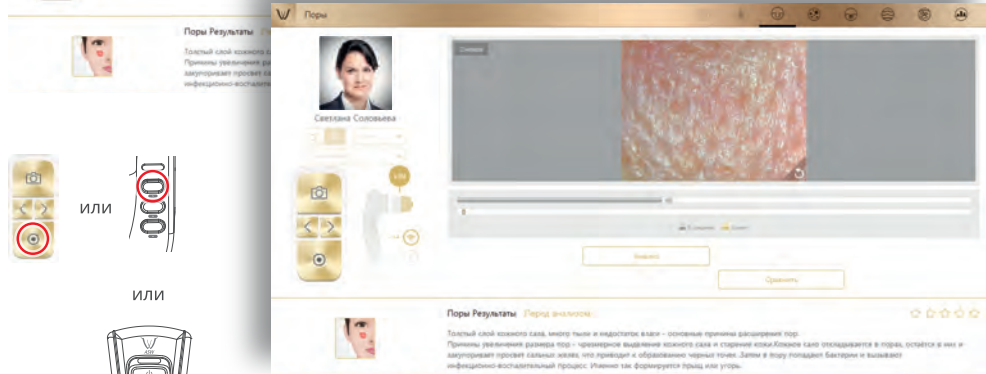 Поры Результаты
Толстый слой кожного
Причины увеличения
закупоривает просвет
инфекционно-воспалительный
или
или
ASW
Поры
Светлана Соловьева
Снимок
Анализ
Сравнить
Поры Результаты Перед анализом
Толстый слой кожного сала, много пыли и недостаток влаги - основные причины расширения пор.
Причины увеличения размера пор - чрезмерное выделение кожного сала и старение кожи.Кожное сало откладывается в порах, остаётся в них и
закупоривает просвет сальных желез, что приводит к образованию черных точек. Затем в пору попадают бактерии и вызывают
инфекционно-воспалительный процесс. Именно так формируется прыщ или угорь.